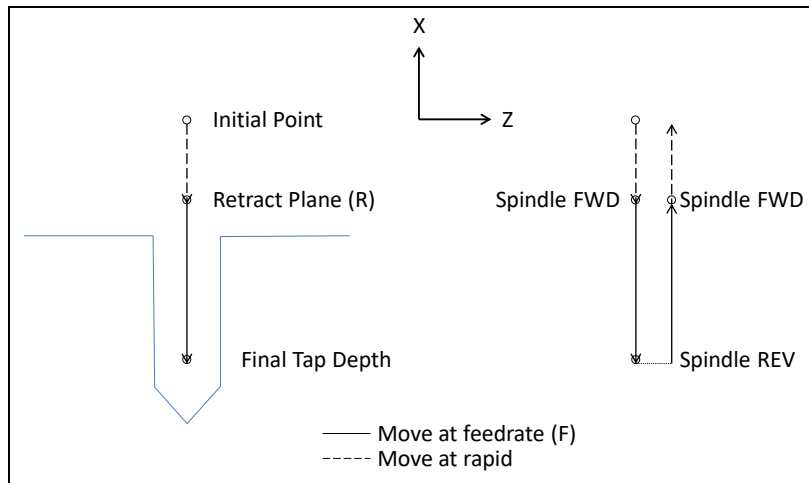 X
Initial Point
Z
Retract Plane (R)
Spindle FWD
Spindle FWD
Final Tap Depth
Spindle REV
Move at feedrate (F)
Move at rapid